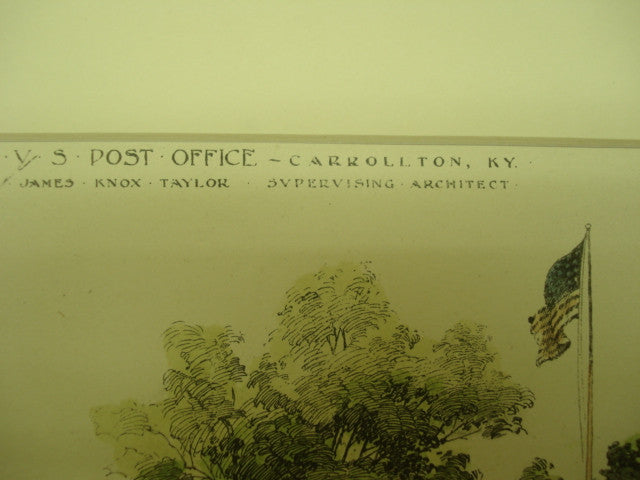 V · S · POST · OFFICE – CARROLLTON, KY.
JAMES · KNOX · TAYLOR · SVPERVISING · ARCHITECT ·